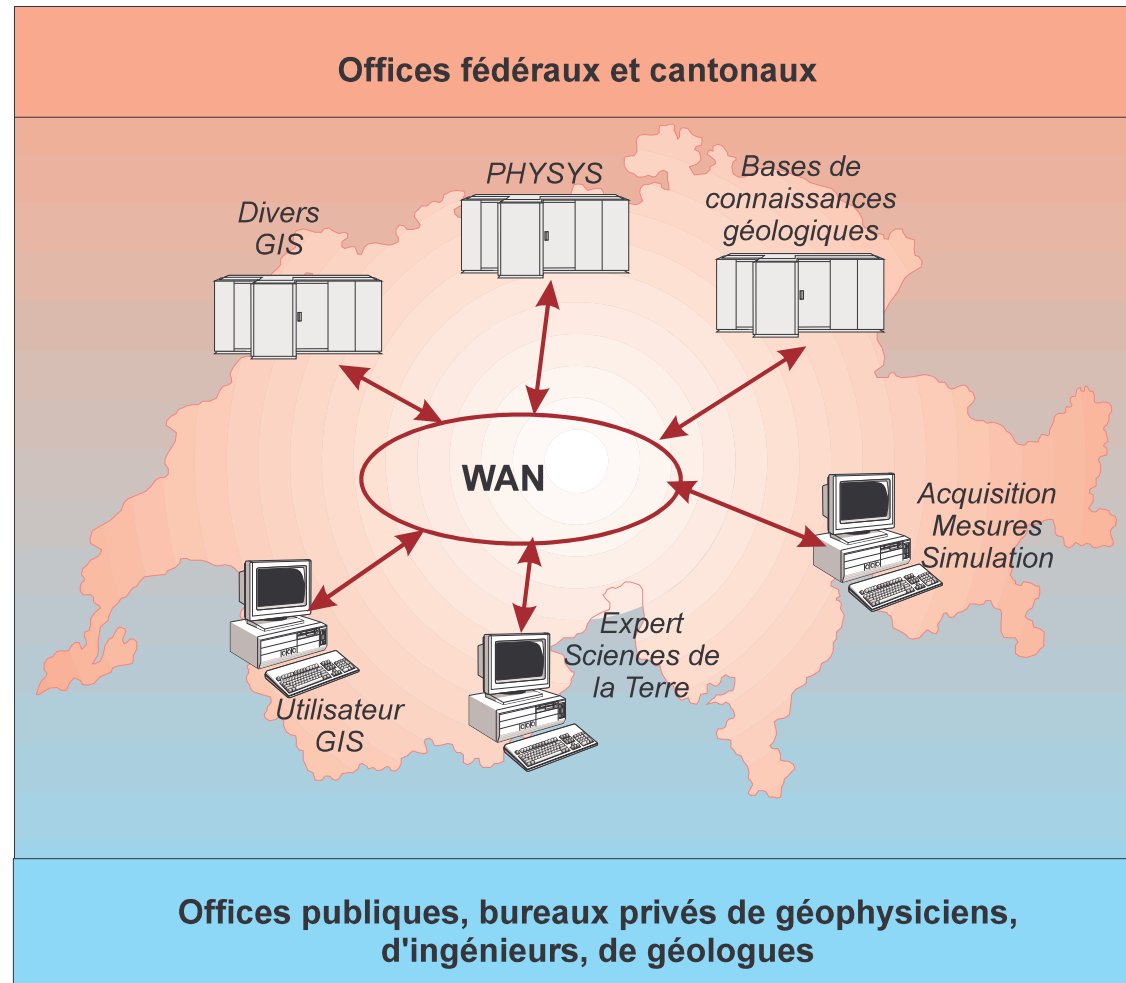 Offices fédéraux et cantonaux
PHYSYS
Bases de
connaissances
géologiques
Divers
GIS
WAN
Acquisition
Mesures
Simulation
Expert
Sciences de
la Terre
Utilisateur
GIS
Offices publiques, bureaux privés de géophysiciens,
d'ingénieurs, de géologues